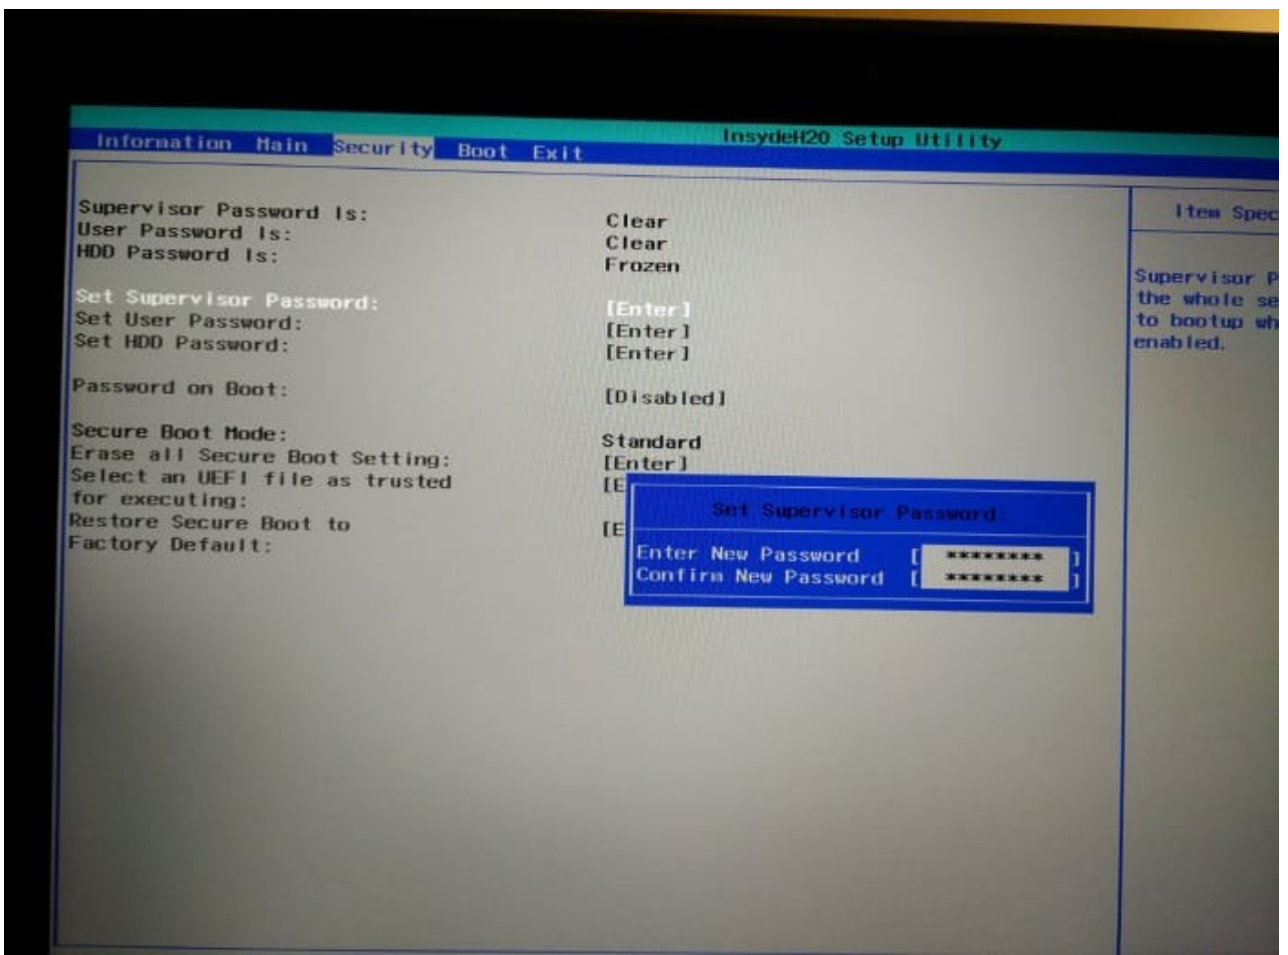 InsydeH20 Setup Utility
Information Main Security Boot Exit
Supervisor Password Is: Clear
User Password Is: Clear
HDD Password Is: Frozen
Set Supervisor Password: [Enter]
Set User Password: [Enter]
Set HDD Password: [Enter]
Password on Boot: [Disabled]
Secure Boot Mode: Standard
Erase all Secure Boot Setting: [Enter]
Select an UEFI file as trusted [E
for executing:
Restore Secure Boot to [E
Factory Default:
Set Supervisor Password:
Enter New Password [ ******** ]
Confirm New Password [ ******** ]
Item Spec
Supervisor P
the whole se
to bootup wh
enabled.